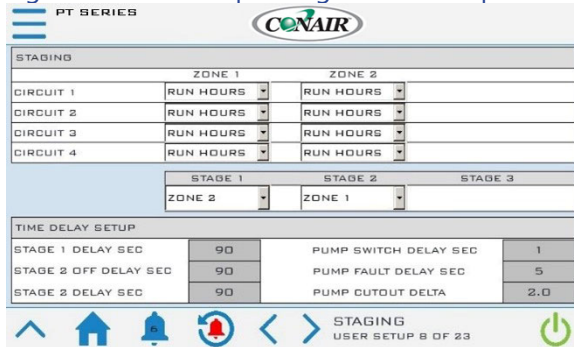 PT SERIES
CONAIR
STAGING
ZONE 1 ZONE 2
CIRCUIT 1 RUN HOURS RUN HOURS
CIRCUIT 2 RUN HOURS RUN HOURS
CIRCUIT 3 RUN HOURS RUN HOURS
CIRCUIT 4 RUN HOURS RUN HOURS
STAGE 1 STAGE 2 STAGE 3
ZONE 2 ZONE 1
TIME DELAY SETUP
STAGE 1 DELAY SEC 90 PUMP SWITCH DELAY SEC 1
STAGE 2 OFF DELAY SEC 90 PUMP FAULT DELAY SEC 5
STAGE 2 DELAY SEC 90 PUMP CUTOUT DELTA 2.0
6 STAGING
USER SETUP 8 OF 23